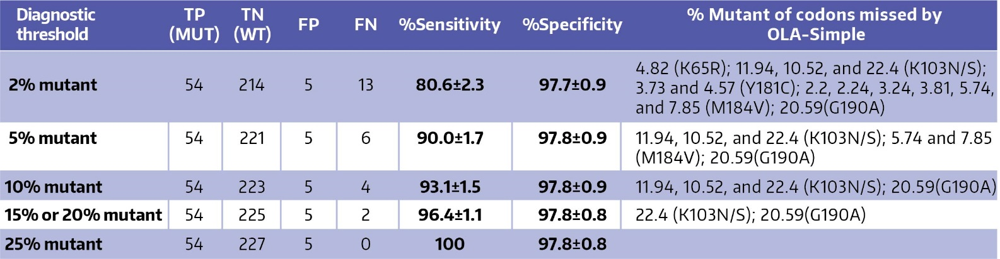 Diagnostic threshold TP (MUT) TN (WT) FP FN %Sensitivity %Specificity % Mutant of codons missed by OLA-Simple
2% mutant 54 214 5 13 80.6±2.3 97.7±0.9 4.82 (K65R); 11.94, 10.52, and 22.4 (K103N/S);
3.73 and 4.57 (Y181C); 2.2, 2.24, 3.24, 3.81, 5.74,
and 7.85 (M184V); 20.59(G190A)
5% mutant 54 221 5 6 90.0±1.7 97.8±0.9 11.94, 10.52, and 22.4 (K103N/S); 5.74 and 7.85
(M184V); 20.59(G190A)
10% mutant 54 223 5 4 93.1±1.5 97.8±0.9 11.94, 10.52, and 22.4 (K103N/S); 20.59(G190A)
15% or 20% mutant 54 225 5 2 96.4±1.1 97.8±0.8 22.4 (K103N/S); 20.59(G190A)
25% mutant 54 227 5 0 100 97.8±0.8